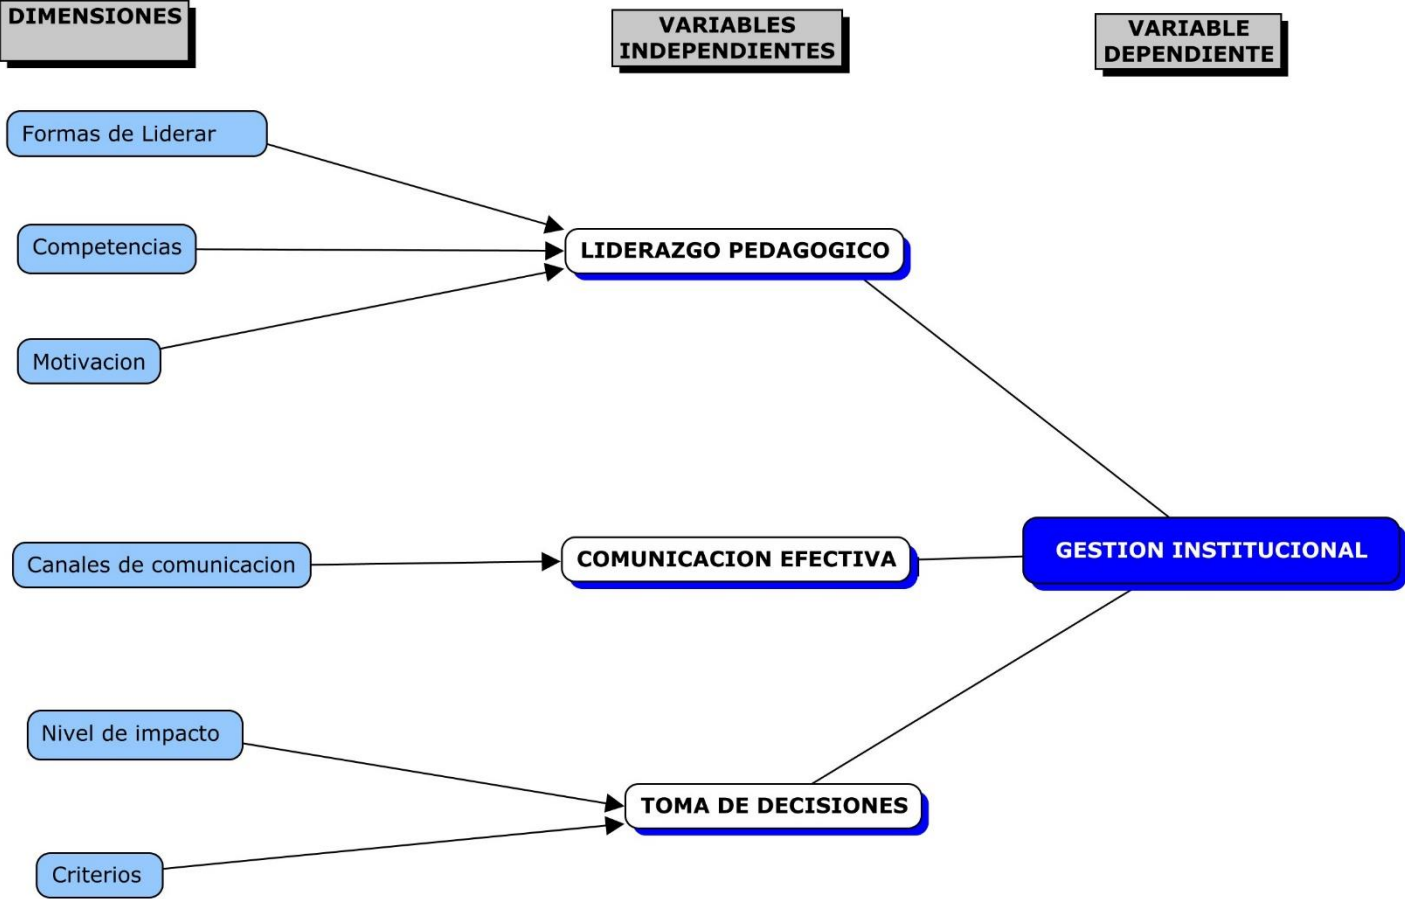 DIMENSIONES
VARIABLES
INDEPENDIENTES
VARIABLE
DEPENDIENTE
Formas de Liderar
Competencias
LIDERAZGO PEDAGOGICO
Motivacion
Canales de comunicacion
COMUNICACION EFECTIVA
GESTION INSTITUCIONAL
Nivel de impacto
TOMA DE DECISIONES
Criterios